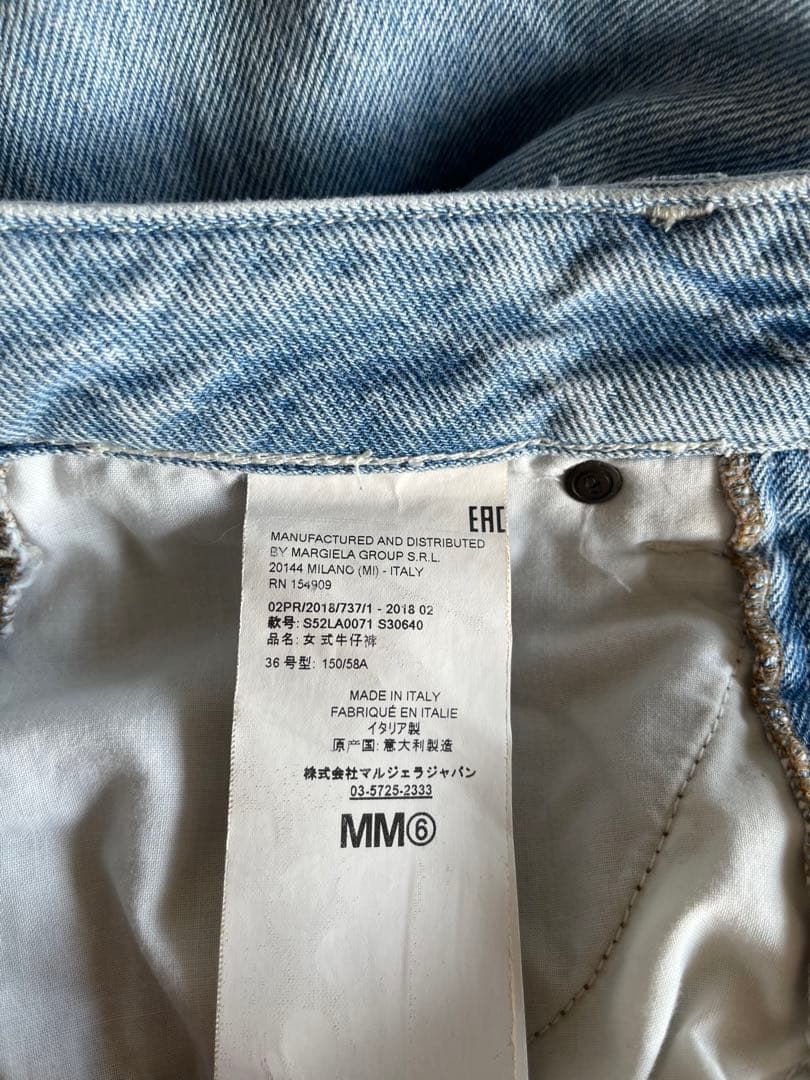 EAC
MANUFACTURED AND DISTRIBUTED
BY MARGIELA GROUP S.R.L.
20144 MILANO (MI) - ITALY
RN 154909
02PR/2018/737/1 - 2018 02
款号: S52LA0071 S30640
品名: 女 式牛仔裤
36 号型: 150/58A
MADE IN ITALY
FABRIQUÉ EN ITALIE
イタリア製
原产国: 意大利製造
株式会社マルジェラジャパン
03-5725-2333
MM⑥